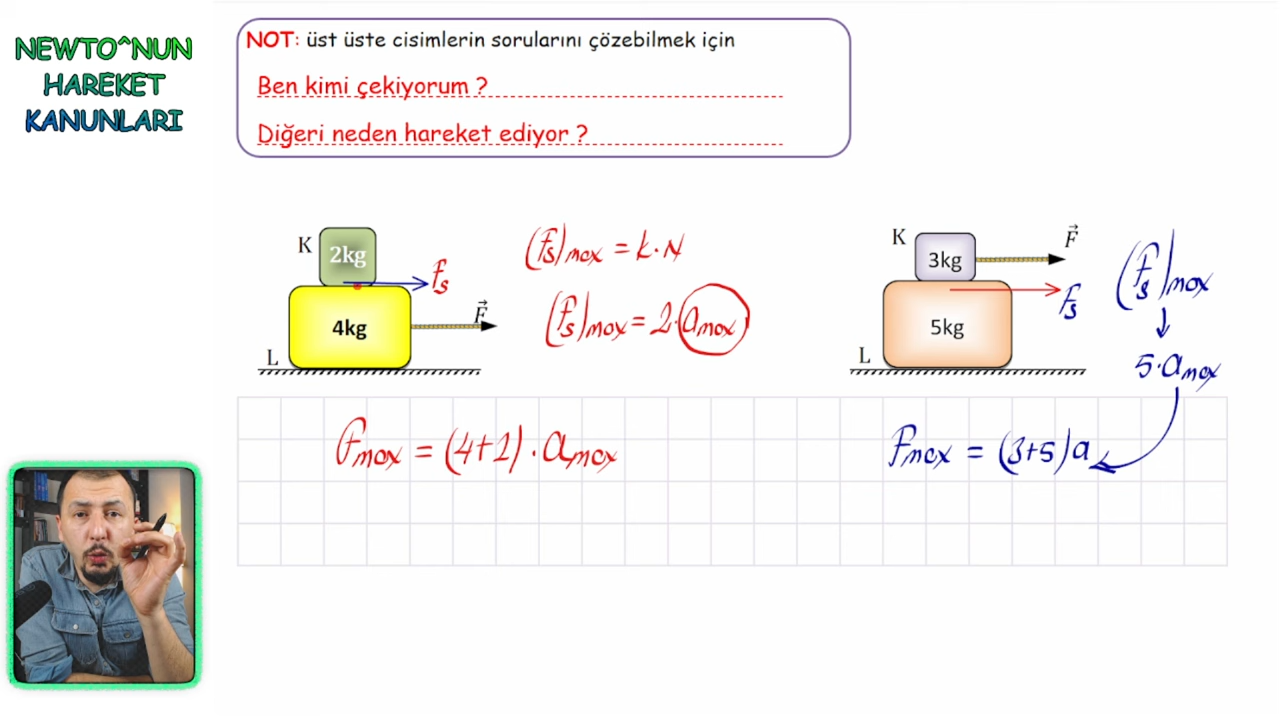 NEWTO^NUN
HAREKET
KANUNLARI
NOT: üst üste cisimlerin sorularını çözebilmek için
Ben kimi çekiyorum ?
Diğeri neden hareket ediyor ?
K
2kg
fs
4kg
F
L
(fs)max = k.N
(fs)max = 2.amax
K
3kg
F
fs
5kg
L
(fs)max
↓
5.amax
Fmax = (4+2).amax
Fmax = (3+5)a